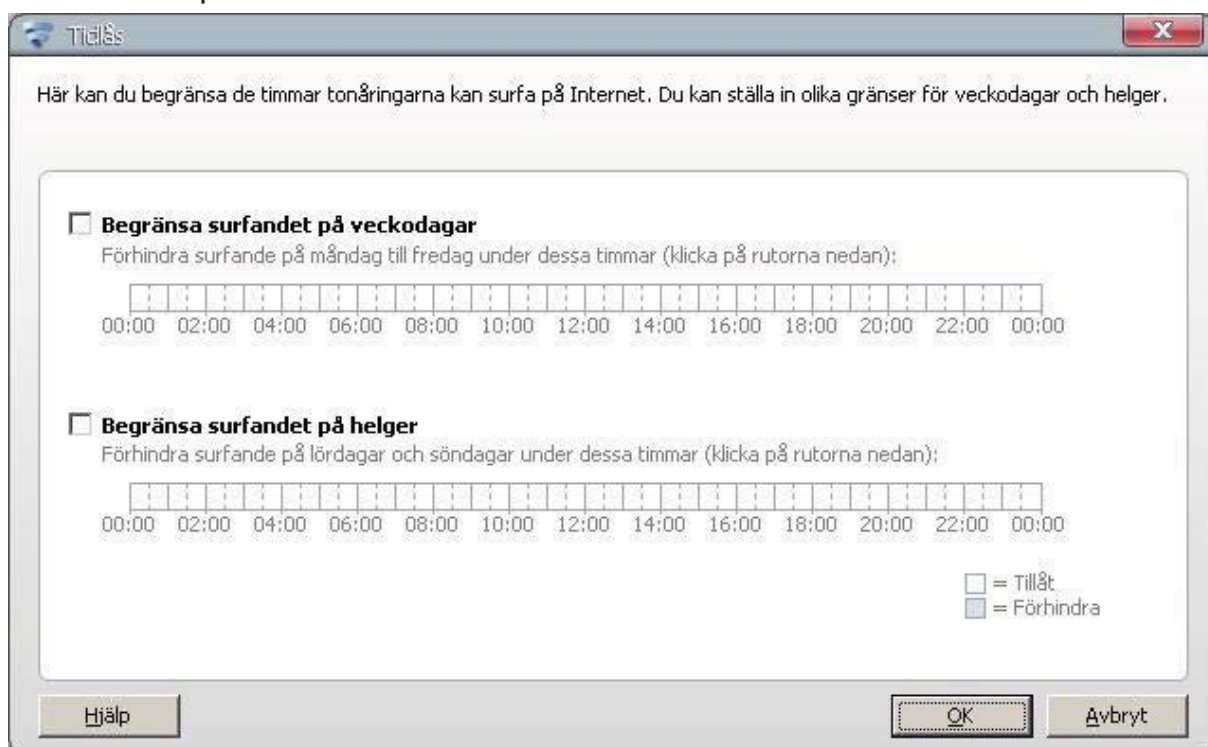 Tidlås
Här kan du begränsa de timmar tonåringarna kan surfa på Internet. Du kan ställa in olika gränser för veckodagar och helger.
Begränsa surfandet på veckodagar
Förhindra surfande på måndag till fredag under dessa timmar (klicka på rutorna nedan):
00:00 02:00 04:00 06:00 08:00 10:00 12:00 14:00 16:00 18:00 20:00 22:00 00:00
Begränsa surfandet på helger
Förhindra surfande på lördagar och söndagar under dessa timmar (klicka på rutorna nedan):
00:00 02:00 04:00 06:00 08:00 10:00 12:00 14:00 16:00 18:00 20:00 22:00 00:00
= Tillåt
= Förhindra
Hjälp OK Avbryt